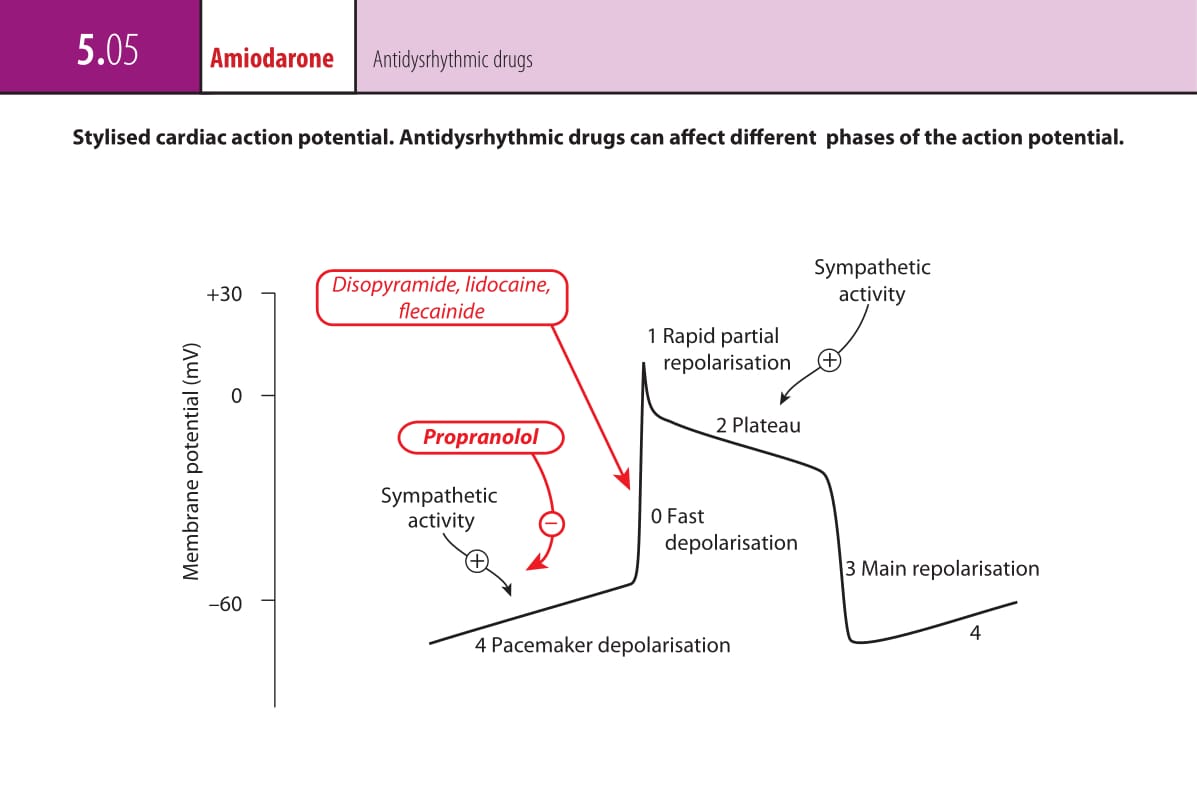 5.05
Amiodarone
Antidysrhythmic drugs
Stylised cardiac action potential. Antidysrhythmic drugs can affect different phases of the action potential.
Membrane potential (mV)
+30
0
–60
Disopyramide, lidocaine,
flecainide
Propranolol
–
Sympathetic
activity
+
4 Pacemaker depolarisation
1 Rapid partial
repolarisation
Sympathetic
activity
+
2 Plateau
0 Fast
depolarisation
3 Main repolarisation
4